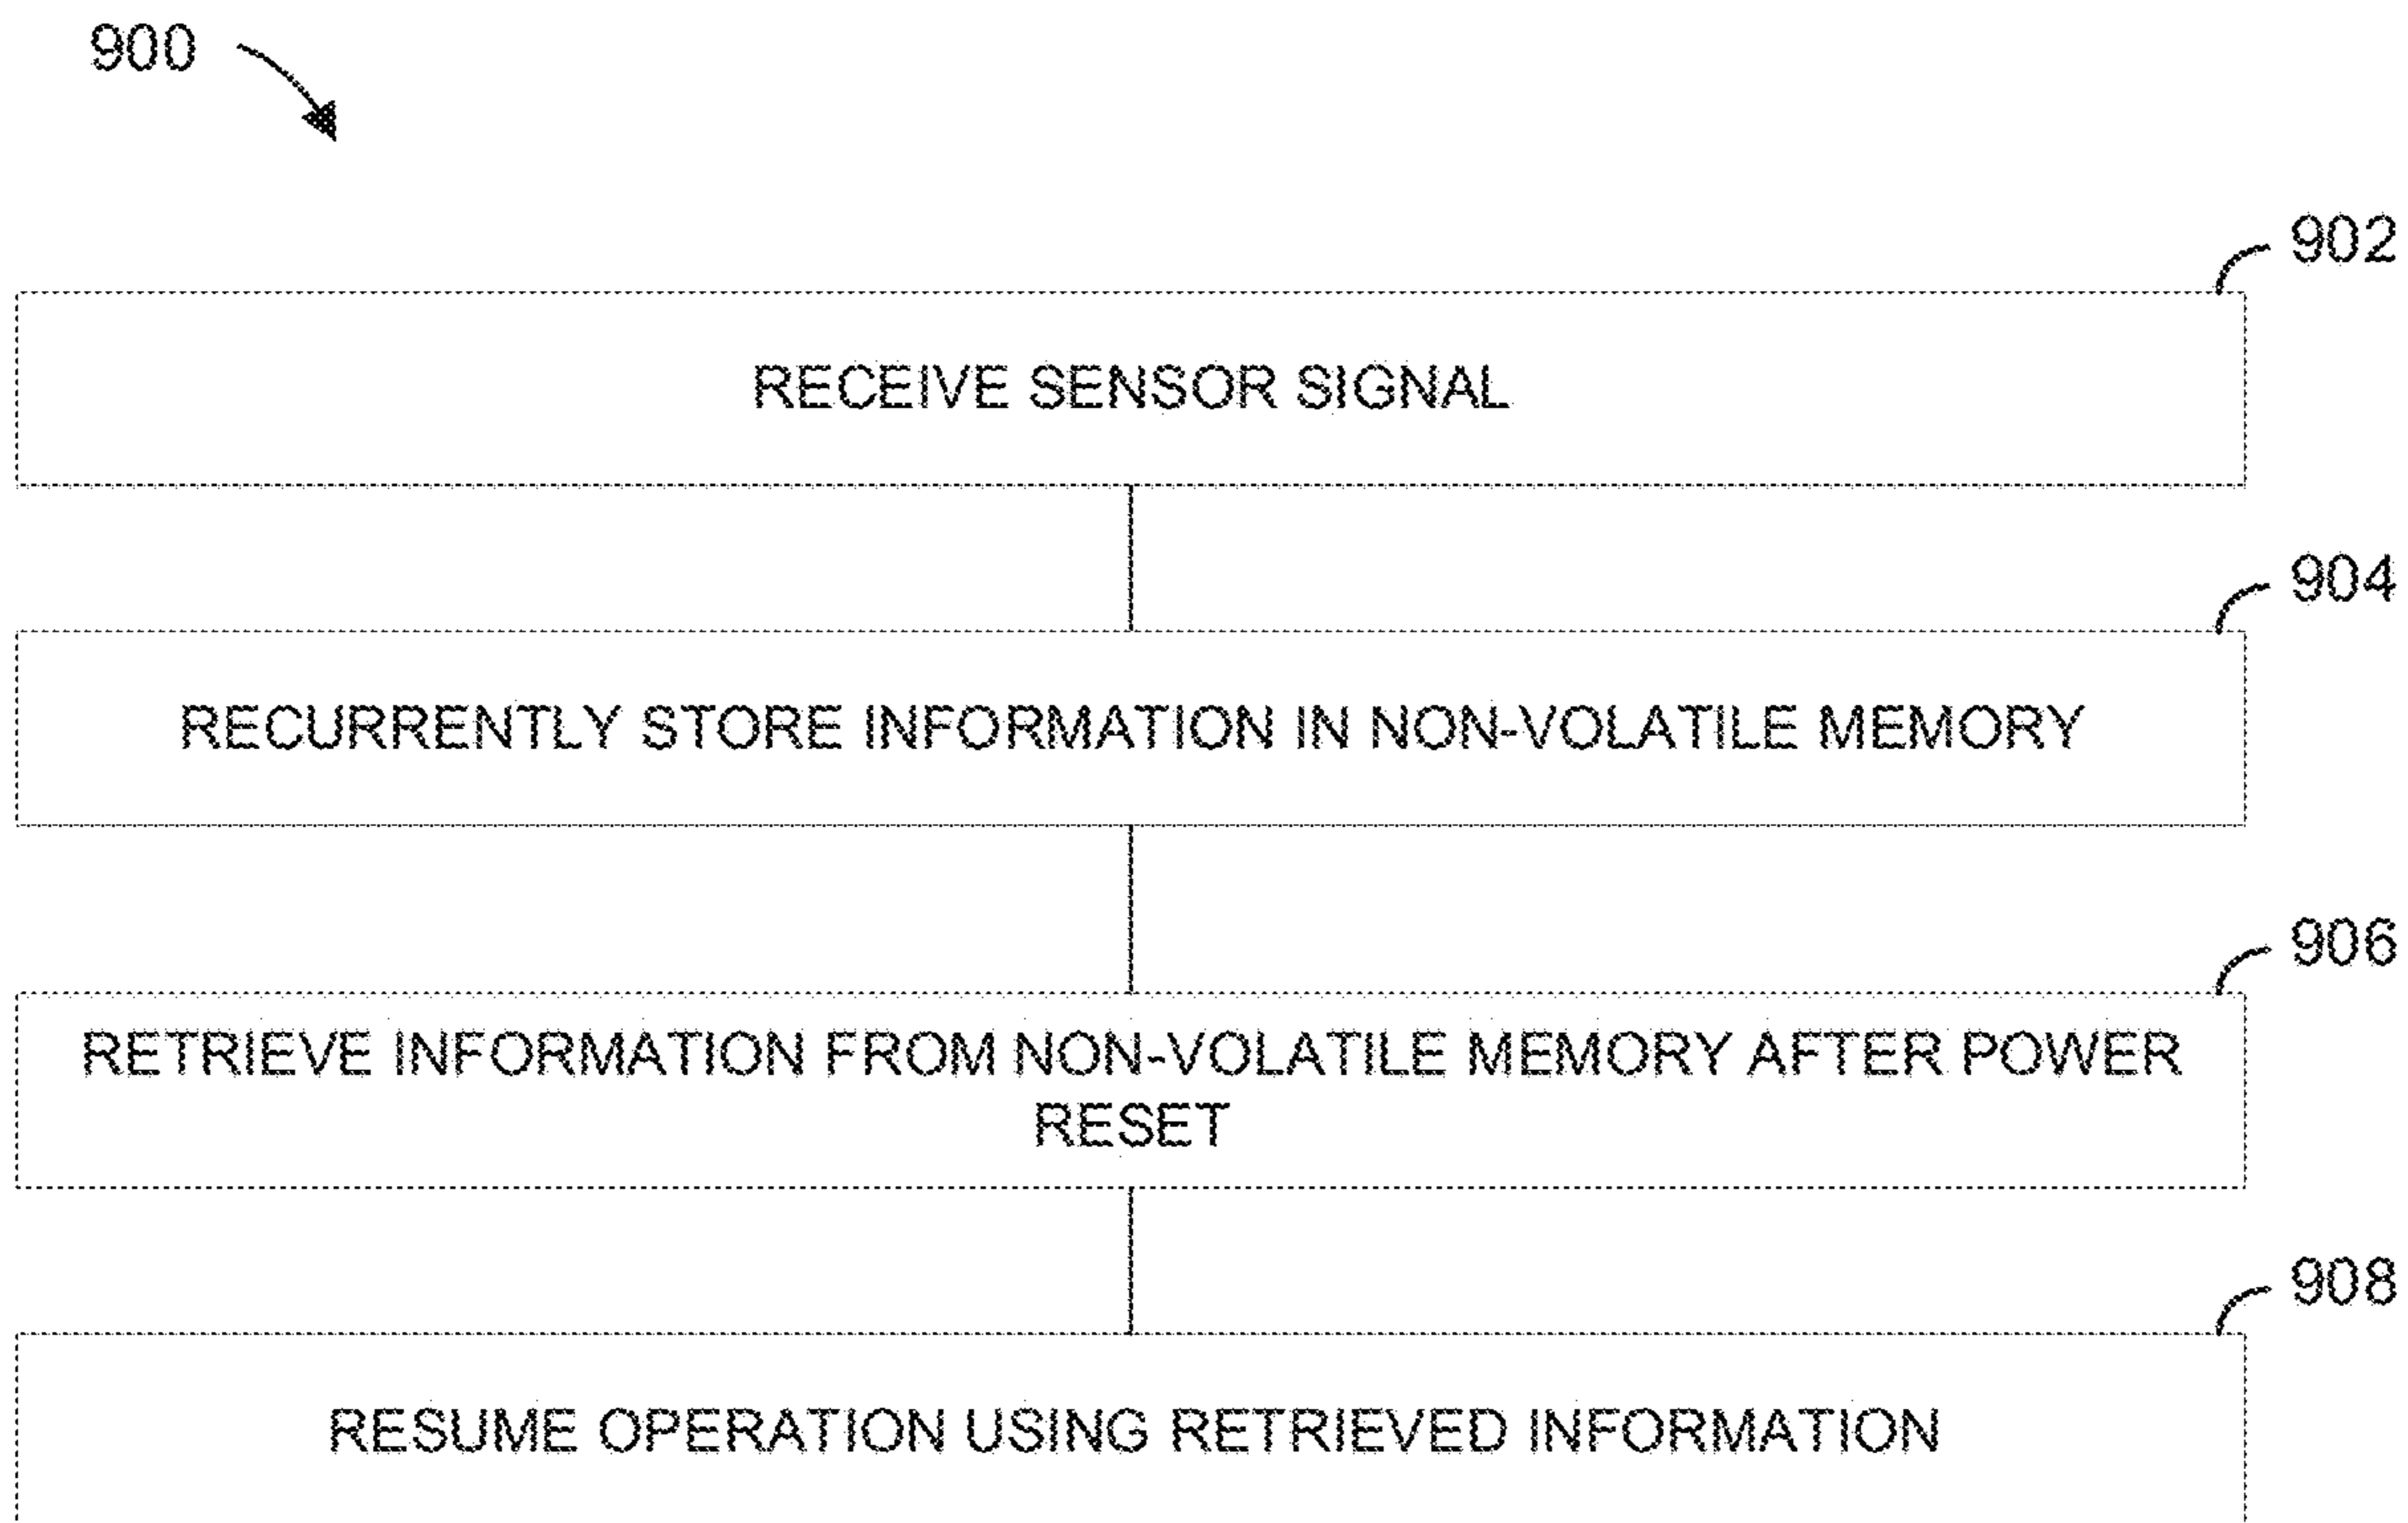 900
902
RECEIVE SENSOR SIGNAL
904
RECURRENTLY STORE INFORMATION IN NON-VOLATILE MEMORY
906
RETRIEVE INFORMATION FROM NON-VOLATILE MEMORY AFTER POWER
RESET
908
RESUME OPERATION USING RETRIEVED INFORMATION